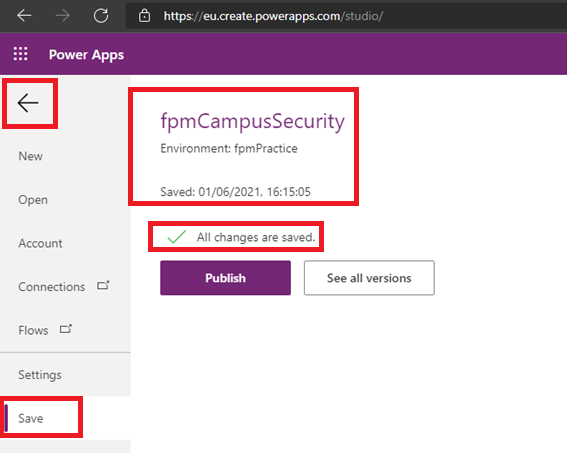 https://eu.create.powerapps.com/studio/
Power Apps
New
Open
Account
Connections
Flows
Settings
Save
fpmCampusSecurity
Environment: fpmPractice
Saved: 01/06/2021, 16:15:05
All changes are saved.
Publish
See all versions